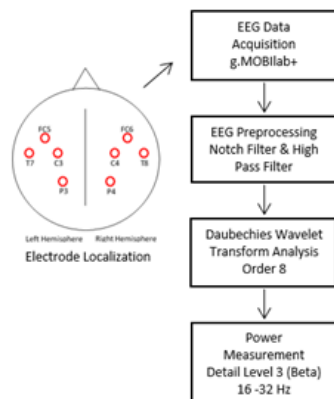 EEG Data
Acquisition
g.MOBIlab+
EEG Preprocessing
Notch Filter & High
Pass Filter
Daubechies Wavelet
Transform Analysis
Order 8
Power
Measurement
Detail Level 3 (Beta)
16 -32 Hz
FC5 FC6
T7 C3 C4 T8
P3 P4
Left Hemisohere Right Hemisohere
Electrode Localization